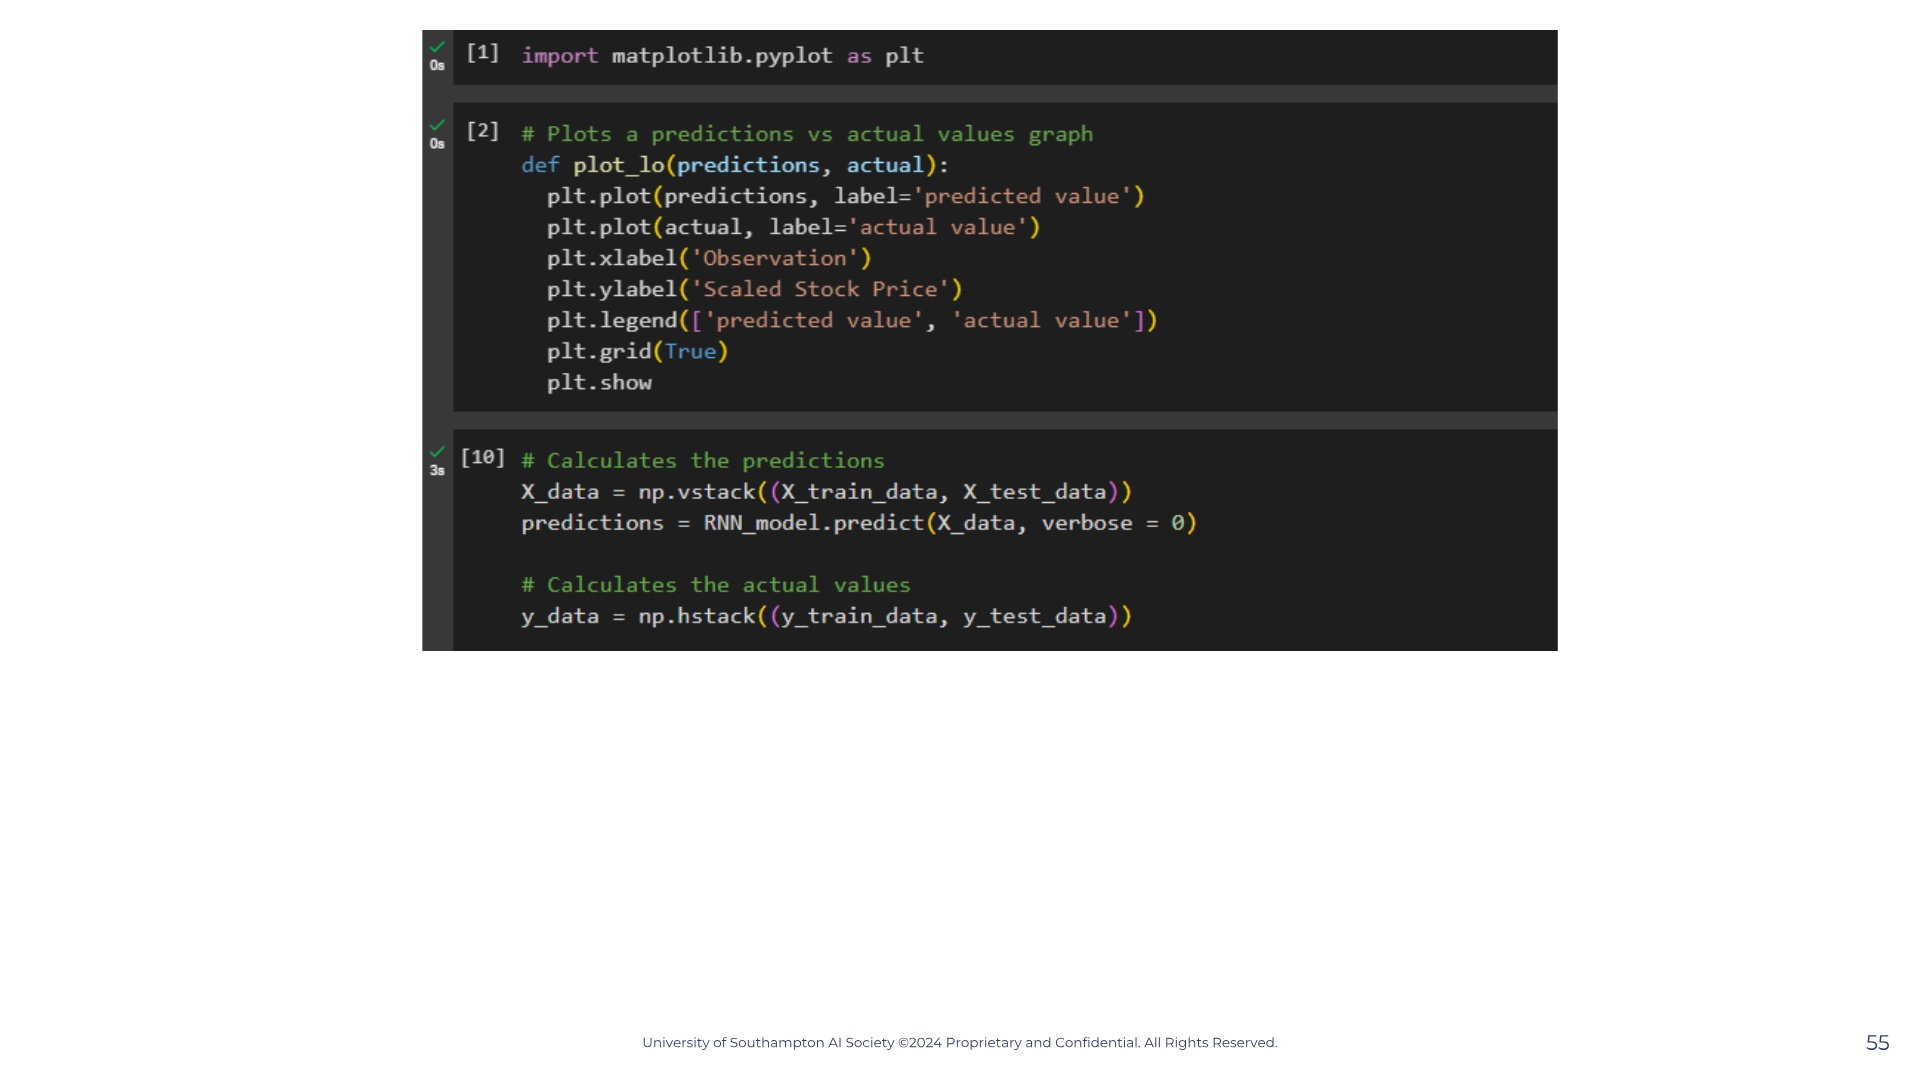 [1] import matplotlib.pyplot as plt
0s
[2] # Plots a predictions vs actual values graph
0s
def plot_lo(predictions, actual):
plt.plot(predictions, label='predicted value')
plt.plot(actual, label='actual value')
plt.xlabel('Observation')
plt.ylabel('Scaled Stock Price')
plt.legend(['predicted value', 'actual value'])
plt.grid(True)
plt.show
[10] # Calculates the predictions
3s
X_data = np.vstack((X_train_data, X_test_data))
predictions = RNN_model.predict(X_data, verbose = 0)
# Calculates the actual values
y_data = np.hstack((y_train_data, y_test_data))
University of Southampton AI Society ©2024 Proprietary and Confidential. All Rights Reserved.
55